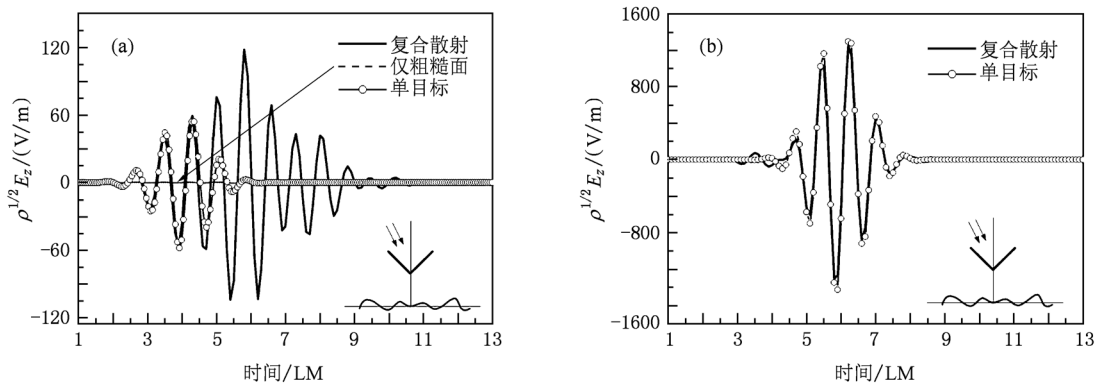 (a)
复合散射
仅粗糙面
单目标
120
60
0
−60
−120
ρ^{1/2}E_z/(V/m)
1 3 5 7 9 11 13
时间/LM
(b)
复合散射
单目标
1600
800
0
−800
−1600
ρ^{1/2}E_z/(V/m)
1 3 5 7 9 11 13
时间/LM